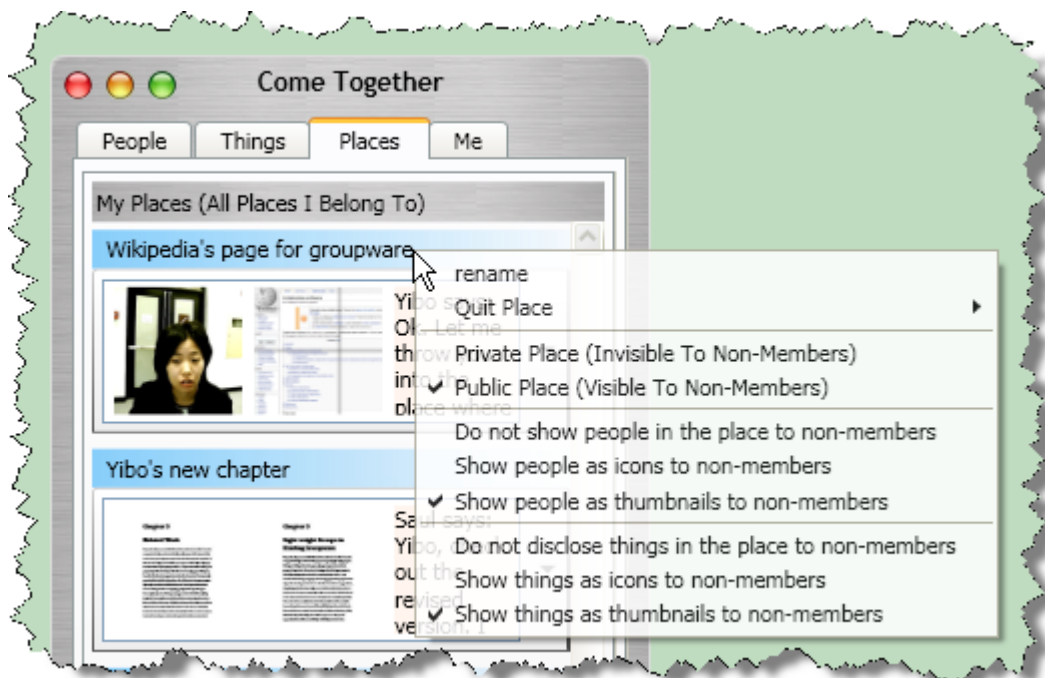 Come Together
People Things Places Me
My Places (All Places I Belong To)
Wikipedia's page for groupware
Yibo says:
Ok. Let me
throw
into the
place where
rename
Quit Place
Private Place (Invisible To Non-Members)
Public Place (Visible To Non-Members)
Do not show people in the place to non-members
Show people as icons to non-members
Show people as thumbnails to non-members
Do not disclose things in the place to non-members
Show things as icons to non-members
Show things as thumbnails to non-members
Yibo's new chapter
Chapter 3
Related Work
Chapter 3
Saul says:
Yibo,
out the
revised
version. I